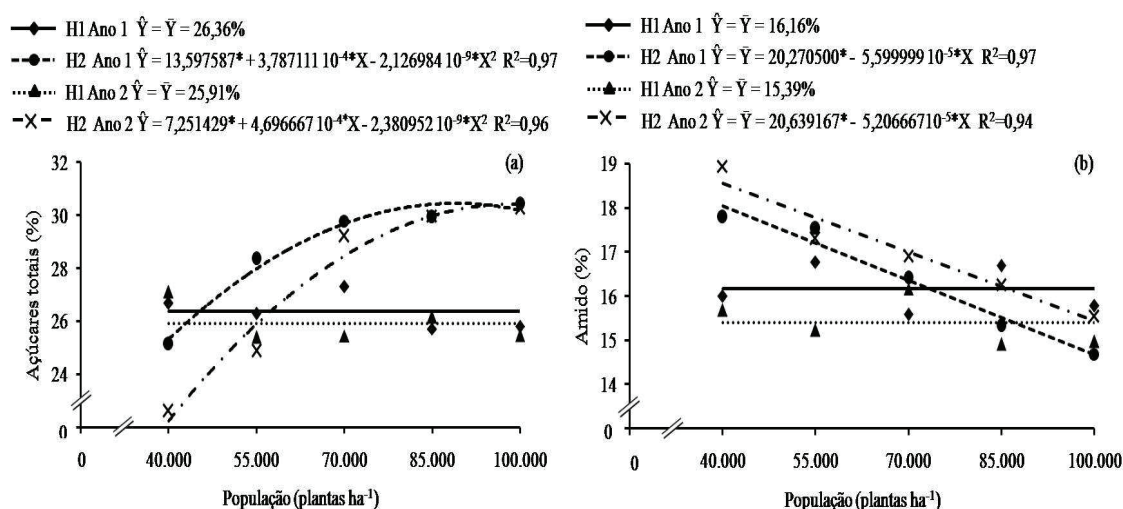 H1 Ano 1 Ŷ = Ȳ = 26,36%
H2 Ano 1 Ŷ = 13,597587* + 3,787111 10⁻⁴*X - 2,126984 10⁻⁹*X² R²=0,97
H1 Ano 2 Ŷ = Ȳ = 25,91%
H2 Ano 2 Ŷ = 7,251429* + 4,696667 10⁻⁴*X - 2,380952 10⁻⁹*X² R²=0,96
(a)
Açúcares totais (%)
32
30
28
26
24
0
0 40.000 55.000 70.000 85.000 100.000
População (plantas ha⁻¹)
H1 Ano 1 Ŷ = Ȳ = 16,16%
H2 Ano 1 Ŷ = Ȳ = 20,270500* - 5,599999 10⁻⁵*X R²=0,97
H1 Ano 2 Ŷ = Ȳ = 15,39%
H2 Ano 2 Ŷ = Ȳ = 20,639167* - 5,20666710⁻⁵*X R²=0,94
(b)
Amido (%)
19
18
17
16
15
14
0
0 40.000 55.000 70.000 85.000 100.000
População (plantas ha⁻¹)